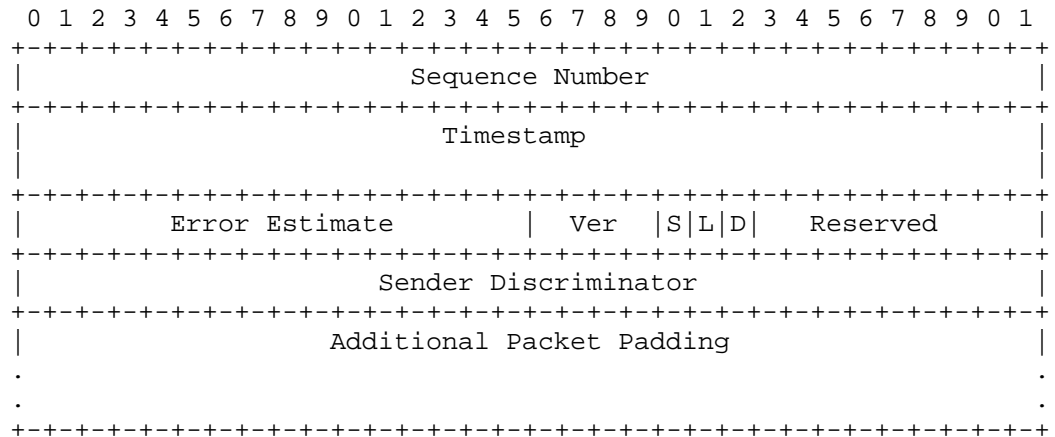 0 1 2 3 4 5 6 7 8 9 0 1 2 3 4 5 6 7 8 9 0 1 2 3 4 5 6 7 8 9 0 1
+-+-+-+-+-+-+-+-+-+-+-+-+-+-+-+-+-+-+-+-+-+-+-+-+-+-+-+-+-+-+-+-+
|                        Sequence Number                        |
+-+-+-+-+-+-+-+-+-+-+-+-+-+-+-+-+-+-+-+-+-+-+-+-+-+-+-+-+-+-+-+-+
|                          Timestamp                            |
|                                                               |
+-+-+-+-+-+-+-+-+-+-+-+-+-+-+-+-+-+-+-+-+-+-+-+-+-+-+-+-+-+-+-+-+
|         Error Estimate        |  Ver  |S|L|D|   Reserved      |
+-+-+-+-+-+-+-+-+-+-+-+-+-+-+-+-+-+-+-+-+-+-+-+-+-+-+-+-+-+-+-+-+
|                      Sender Discriminator                     |
+-+-+-+-+-+-+-+-+-+-+-+-+-+-+-+-+-+-+-+-+-+-+-+-+-+-+-+-+-+-+-+-+
|                   Additional Packet Padding                   |
.                                                               .
.                                                               .
+-+-+-+-+-+-+-+-+-+-+-+-+-+-+-+-+-+-+-+-+-+-+-+-+-+-+-+-+-+-+-+-+